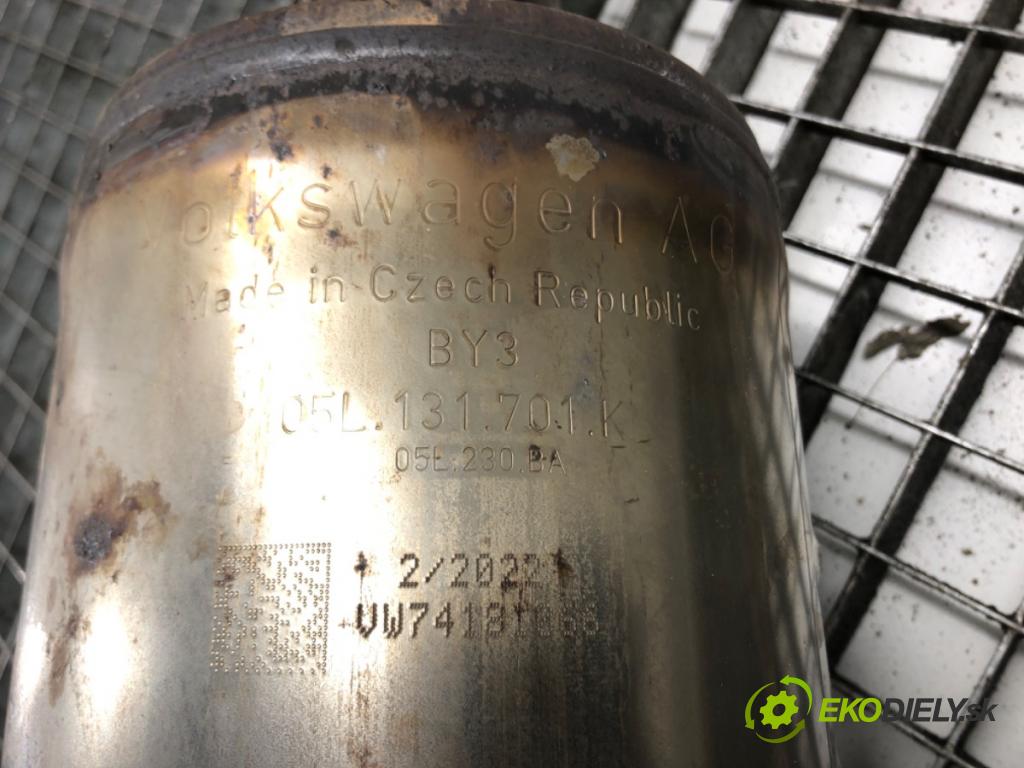 Volkswagen AG
Made in Czech Republic
BY3
05L.131.701.K
05L.230.BA
EKODIELY.sk